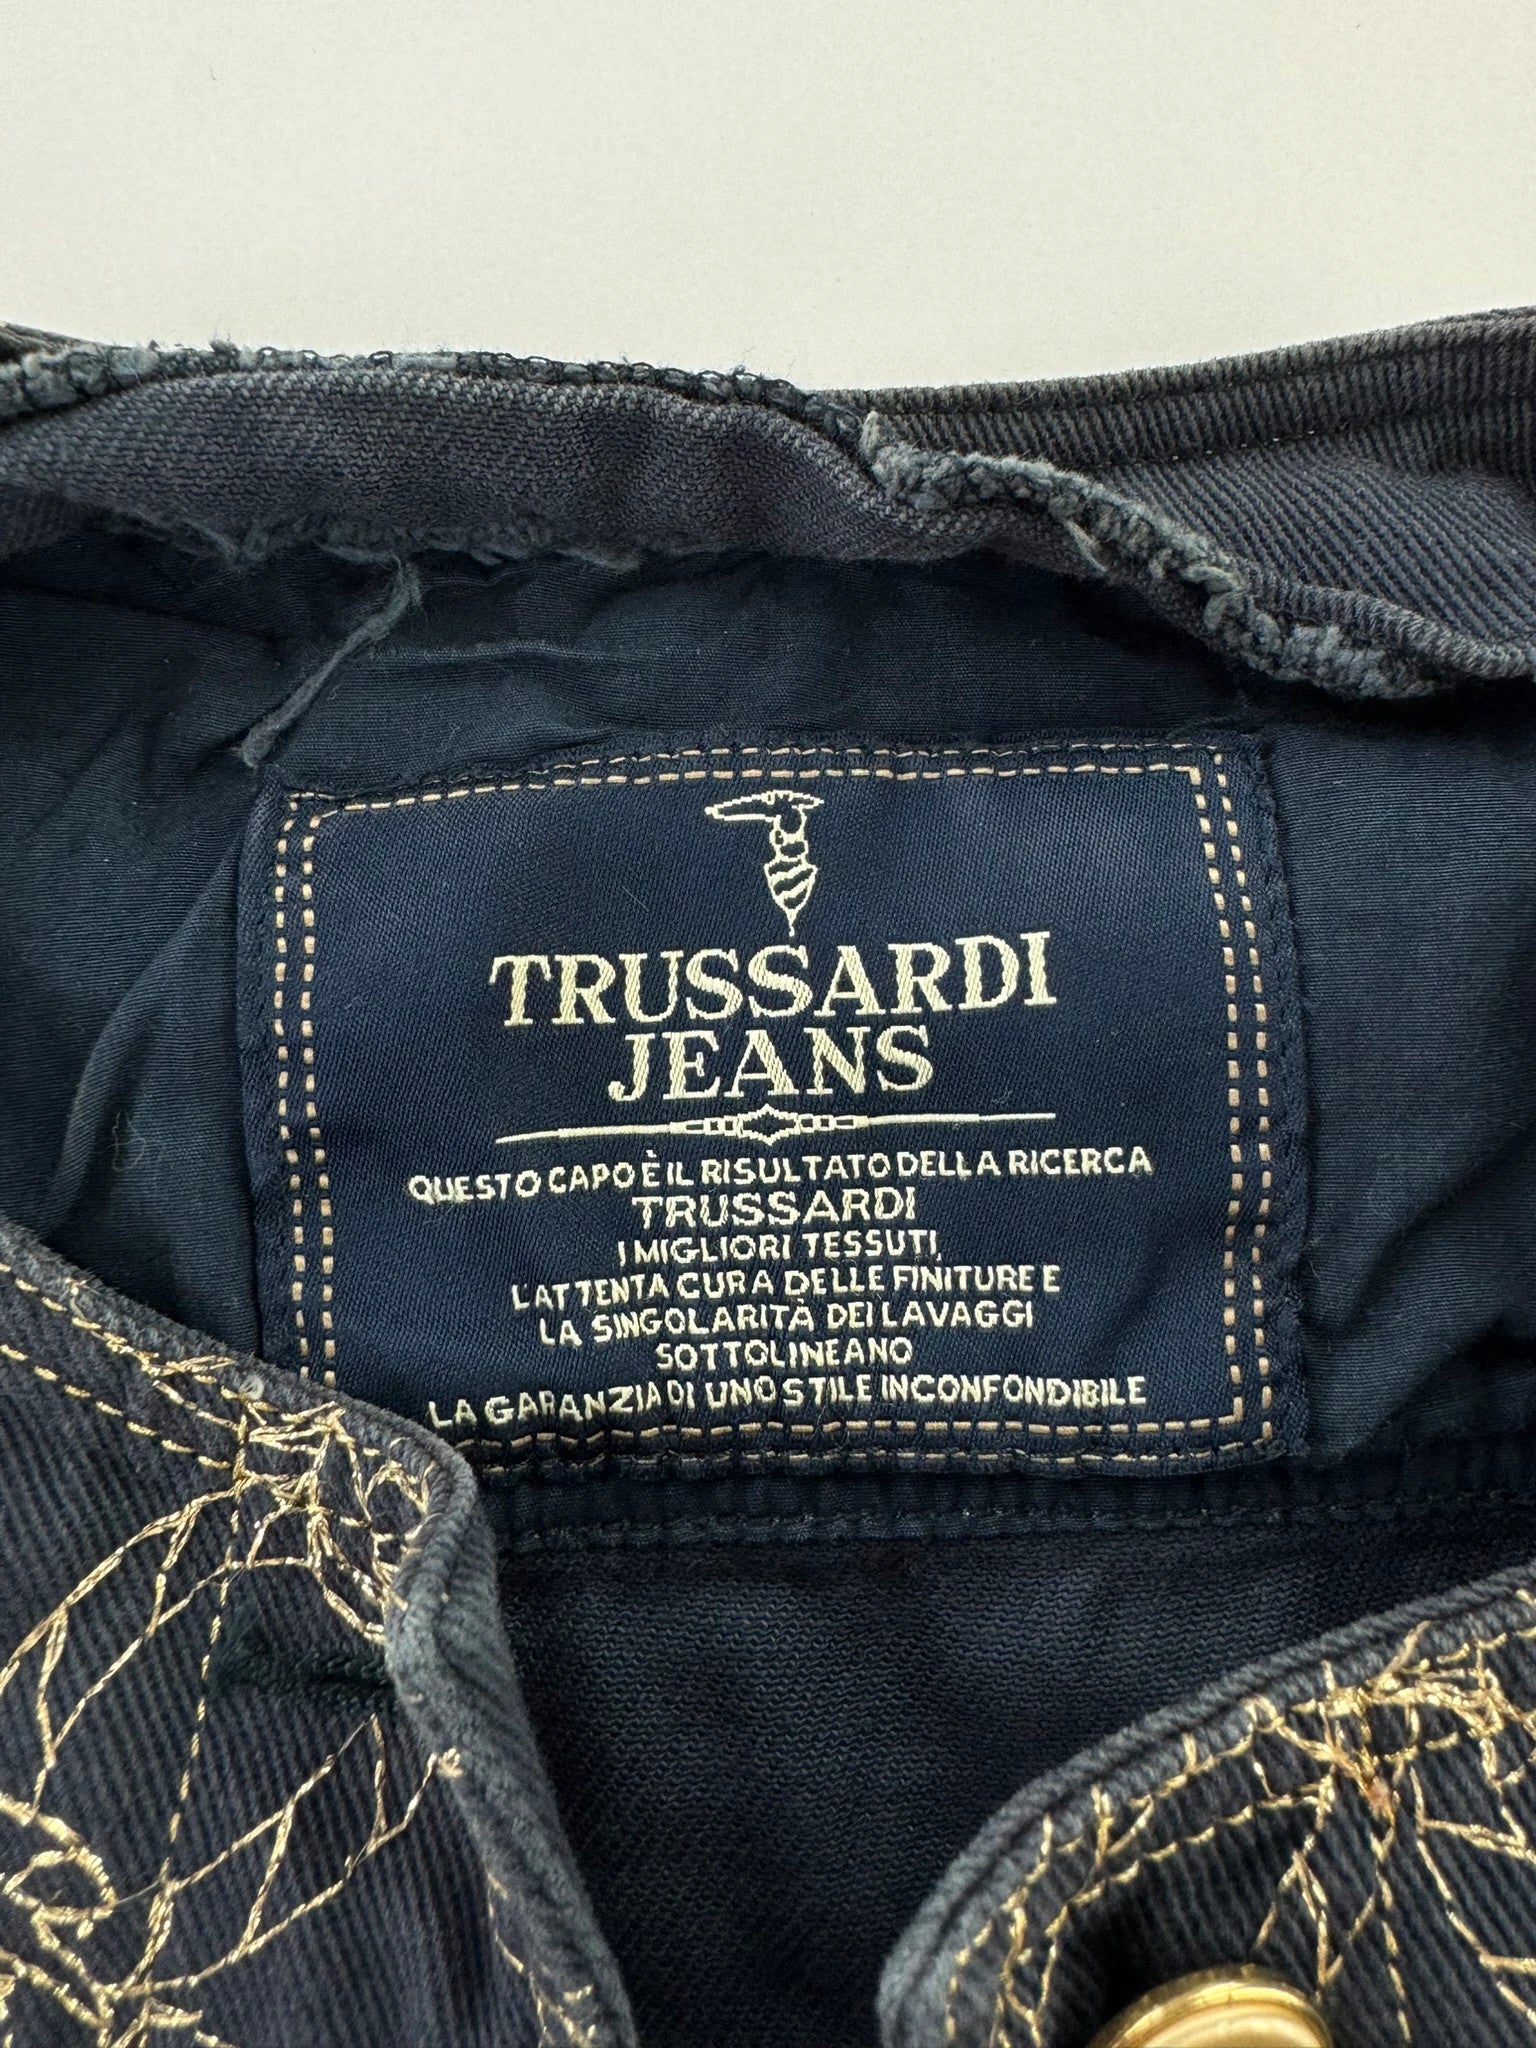 TRUSSARDI
JEANS
QUESTO CAPO È IL RISULTATO DELLA RICERCA
TRUSSARDI
I MIGLIORI TESSUTI,
L'ATTENTA CURA DELLE FINITURE E
LA SINGOLARITÀ DEI LAVAGGI
SOTTOLINEANO
LA GARANZIA DI UNO STILE INCONFONDIBILE